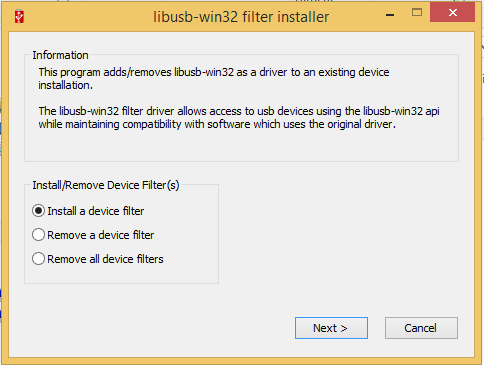 libusb-win32 filter installer
Information
This program adds/removes libusb-win32 as a driver to an existing device
installation.
The libusb-win32 filter driver allows access to usb devices using the libusb-win32 api
while maintaining compatibility with software which uses the original driver.
Install/Remove Device Filter(s)
Install a device filter
Remove a device filter
Remove all device filters
Next >
Cancel